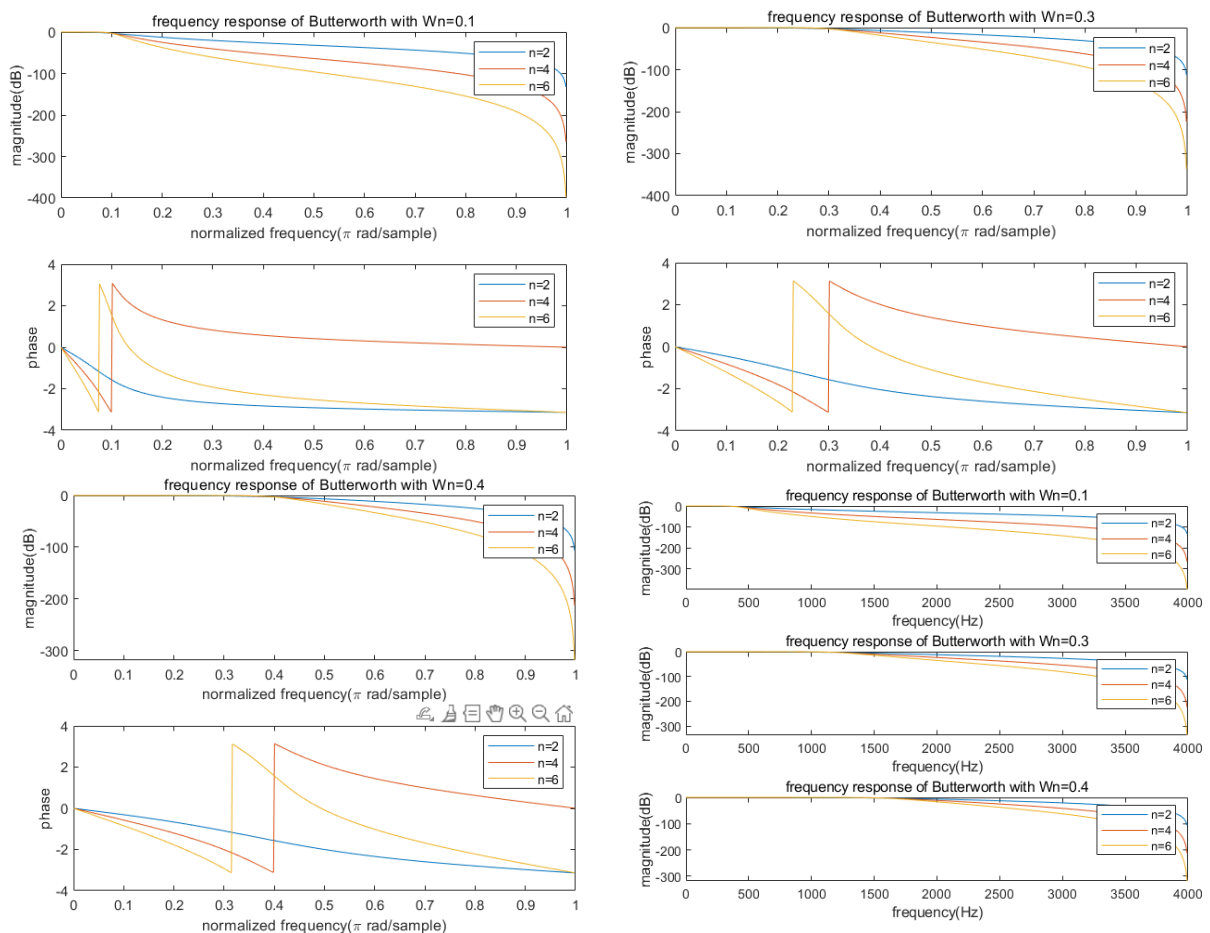 frequency response of Butterworth with Wn=0.1
magnitude(dB)
0
-100
-200
-300
-400
n=2
n=4
n=6
0 0.1 0.2 0.3 0.4 0.5 0.6 0.7 0.8 0.9 1
normalized frequency(π rad/sample)
phase
4
2
0
-2
-4
n=2
n=4
n=6
0 0.1 0.2 0.3 0.4 0.5 0.6 0.7 0.8 0.9 1
normalized frequency(π rad/sample)
frequency response of Butterworth with Wn=0.3
magnitude(dB)
0
-100
-200
-300
-400
n=2
n=4
n=6
0 0.1 0.2 0.3 0.4 0.5 0.6 0.7 0.8 0.9 1
normalized frequency(π rad/sample)
phase
4
2
0
-2
-4
n=2
n=4
n=6
0 0.1 0.2 0.3 0.4 0.5 0.6 0.7 0.8 0.9 1
normalized frequency(π rad/sample)
frequency response of Butterworth with Wn=0.4
magnitude(dB)
0
-100
-200
-300
n=2
n=4
n=6
0 0.1 0.2 0.3 0.4 0.5 0.6 0.7 0.8 0.9 1
normalized frequency(π rad/sample)
phase
4
2
0
-2
-4
n=2
n=4
n=6
0 0.1 0.2 0.3 0.4 0.5 0.6 0.7 0.8 0.9 1
normalized frequency(π rad/sample)
frequency response of Butterworth with Wn=0.1
magnitude(dB)
0
-100
-200
-300
n=2
n=4
n=6
0 500 1000 1500 2000 2500 3000 3500 4000
frequency(Hz)
frequency response of Butterworth with Wn=0.3
magnitude(dB)
0
-100
-200
-300
n=2
n=4
n=6
0 500 1000 1500 2000 2500 3000 3500 4000
frequency(Hz)
frequency response of Butterworth with Wn=0.4
magnitude(dB)
0
-100
-200
-300
n=2
n=4
n=6
0 500 1000 1500 2000 2500 3000 3500 4000
frequency(Hz)